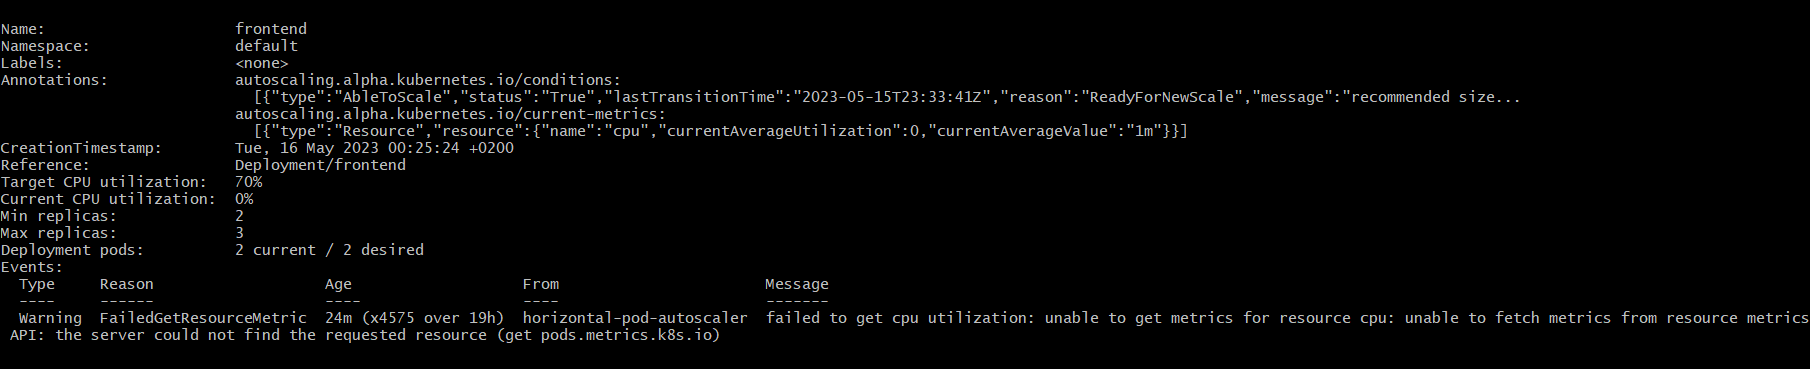 Name:                     frontend
Namespace:                default
Labels:                   <none>
Annotations:              autoscaling.alpha.kubernetes.io/conditions:
                            [{"type":"AbleToScale","status":"True","lastTransitionTime":"2023-05-15T23:33:41Z","reason":"ReadyForNewScale","message":"recommended size...
                          autoscaling.alpha.kubernetes.io/current-metrics:
                            [{"type":"Resource","resource":{"name":"cpu","currentAverageUtilization":0,"currentAverageValue":"1m"}}]
CreationTimestamp:        Tue, 16 May 2023 00:25:24 +0200
Reference:                Deployment/frontend
Target CPU utilization:   70%
Current CPU utilization:  0%
Min replicas:             2
Max replicas:             3
Deployment pods:          2 current / 2 desired
Events:
  Type     Reason                   Age                   From                       Message
  ----     ------                   ----                  ----                       -------
  Warning  FailedGetResourceMetric  24m (x4575 over 19h)  horizontal-pod-autoscaler  failed to get cpu utilization: unable to get metrics for resource cpu: unable to fetch metrics from resource metrics
 API: the server could not find the requested resource (get pods.metrics.k8s.io)